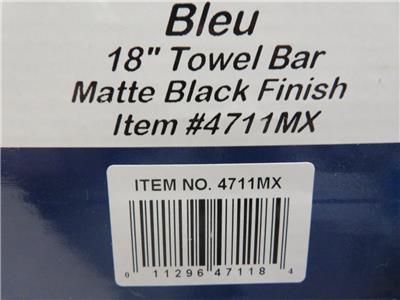 Bleu
18" Towel Bar
Matte Black Finish
Item #4711MX
ITEM NO. 4711MX
0 11296 47118 4